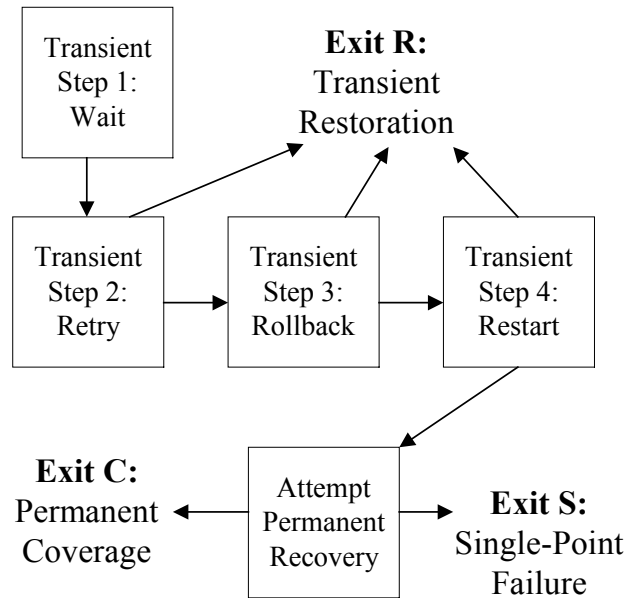 Transient
Step 1:
Wait
Exit R:
Transient
Restoration
Transient
Step 2:
Retry
Transient
Step 3:
Rollback
Transient
Step 4:
Restart
Exit C:
Permanent
Coverage
Attempt
Permanent
Recovery
Exit S:
Single-Point
Failure